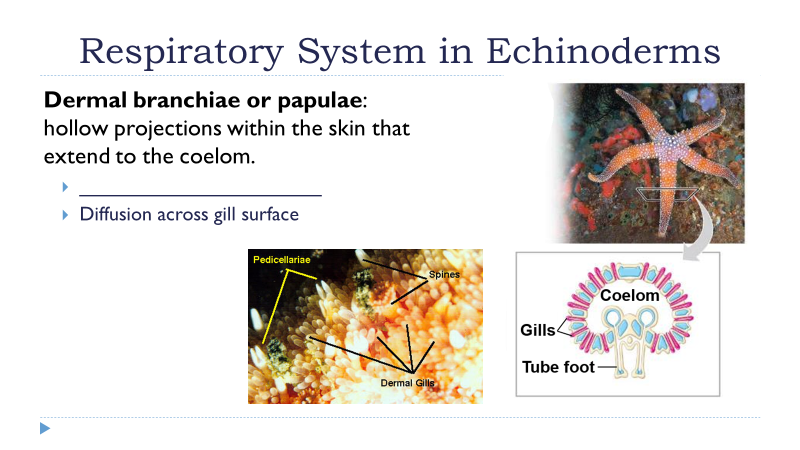 Respiratory System in Echinoderms
Dermal branchiae or papulae:
hollow projections within the skin that
extend to the coelom.
______________________
Diffusion across gill surface
Pedicellariae
Spines
Dermal Gills
Coelom
Gills
Tube foot